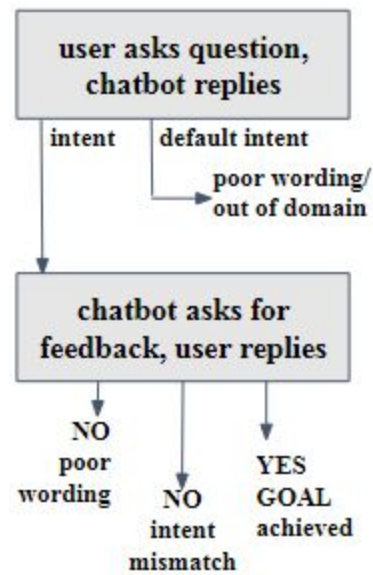 user asks question,
chatbot replies
intent
default intent
poor wording/
out of domain
chatbot asks for
feedback, user replies
NO
poor
wording
NO
intent
mismatch
YES
GOAL
achieved